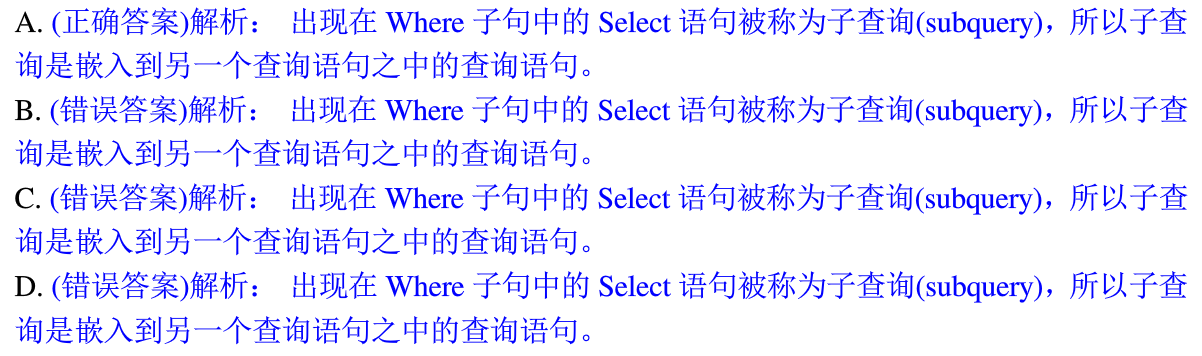 A. (正确答案)解析： 出现在 Where 子句中的 Select 语句被称为子查询(subquery)，所以子查
询是嵌入到另一个查询语句之中的查询语句。
B. (错误答案)解析： 出现在 Where 子句中的 Select 语句被称为子查询(subquery)，所以子查
询是嵌入到另一个查询语句之中的查询语句。
C. (错误答案)解析： 出现在 Where 子句中的 Select 语句被称为子查询(subquery)，所以子查
询是嵌入到另一个查询语句之中的查询语句。
D. (错误答案)解析： 出现在 Where 子句中的 Select 语句被称为子查询(subquery)，所以子查
询是嵌入到另一个查询语句之中的查询语句。